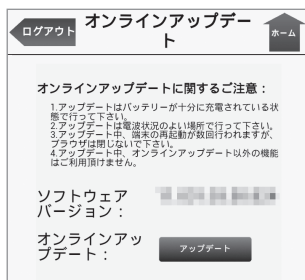 ログアウト
オンラインアップデー
ト
ホーム
オンラインアップデートに関するご注意：
1.アップデートはバッテリーが十分に充電されている状
態で行って下さい。
2.アップデートは電波状況のよい場所で行って下さい。
3.アップデート中、端末の再起動が数回行われますが、
ブラウザは閉じないで下さい。
4.アップデート中、オンラインアップデート以外の機能
はご利用頂けません。
ソフトウェア
バージョン：
オンラインアッ
プデート：
アップデート